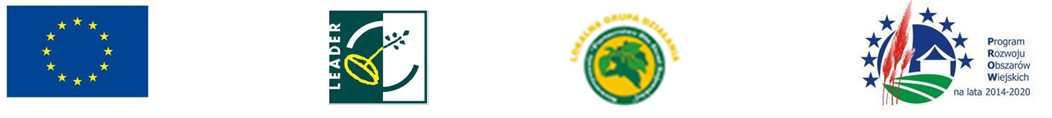 LEADER
LOKALNA GRUPA DZIAŁANIA
Program
Rozwoju
Obszarów
Wiejskich
na lata 2014-2020